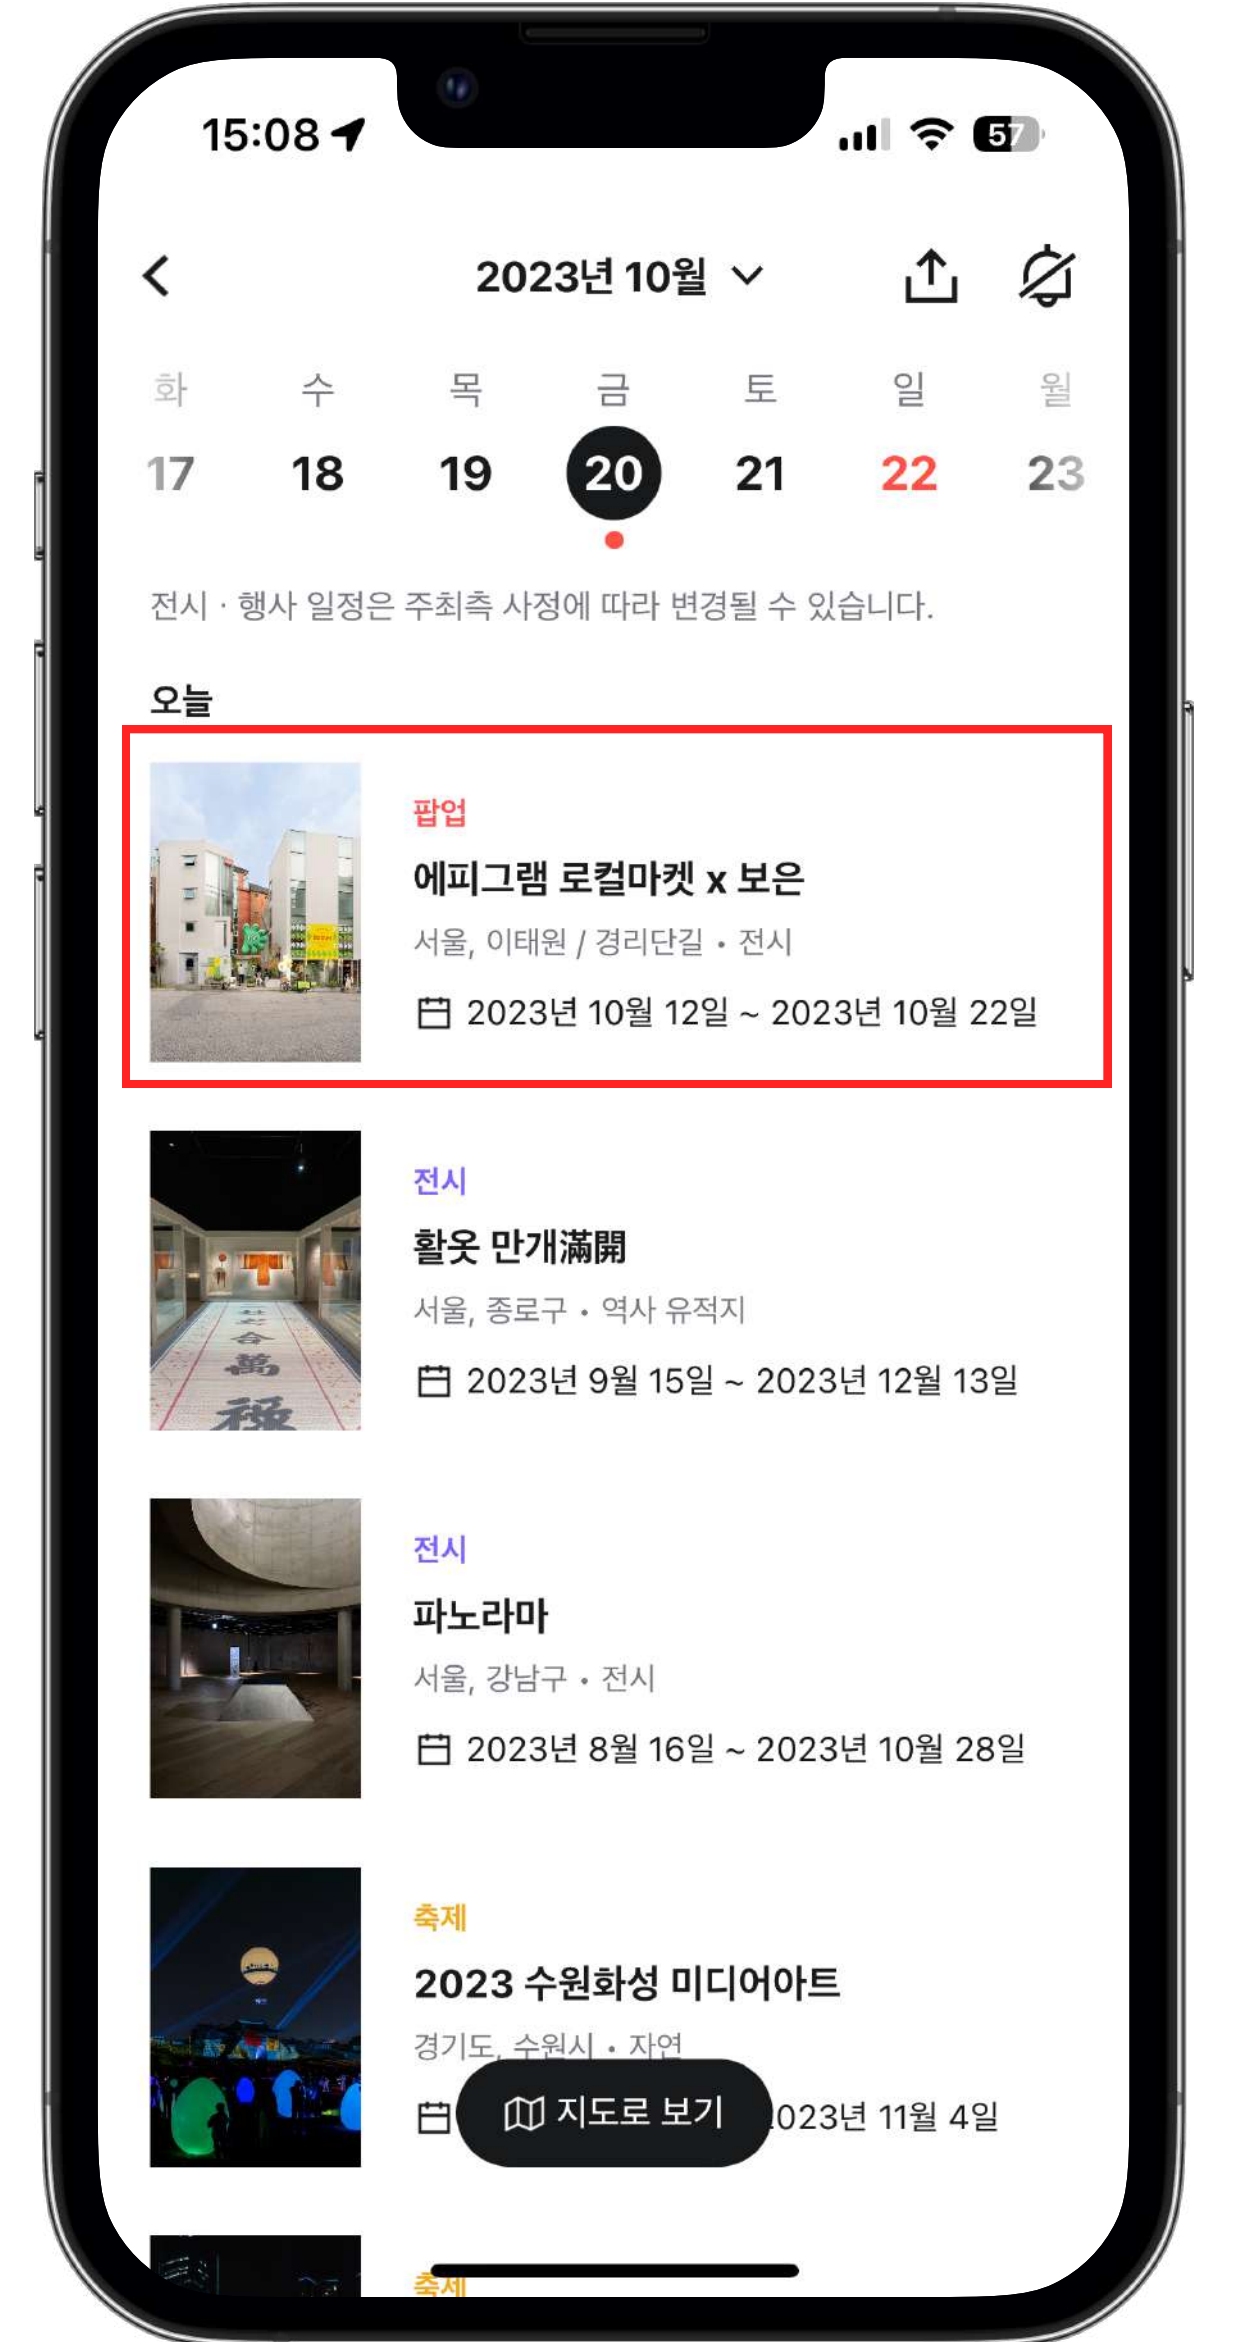 15:08
57
2023년 10월
화 수 목 금 토 일 월
17 18 19 20 21 22 23
전시 · 행사 일정은 주최측 사정에 따라 변경될 수 있습니다.
오늘
팝업
에피그램 로컬마켓 x 보은
서울, 이태원 / 경리단길 • 전시
2023년 10월 12일 ~ 2023년 10월 22일
전시
활옷 만개滿開
서울, 종로구 • 역사 유적지
2023년 9월 15일 ~ 2023년 12월 13일
전시
파노라마
서울, 강남구 • 전시
2023년 8월 16일 ~ 2023년 10월 28일
축제
2023 수원화성 미디어아트
경기도, 수원시 • 자연
023년 11월 4일
지도로 보기
축제